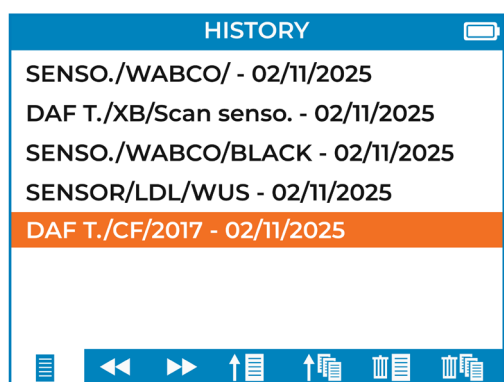 HISTORY
SENSO./WABCO/ - 02/11/2025
DAF T./XB/Scan senso. - 02/11/2025
SENSO./WABCO/BLACK - 02/11/2025
SENSOR/LDL/WUS - 02/11/2025
DAF T./CF/2017 - 02/11/2025